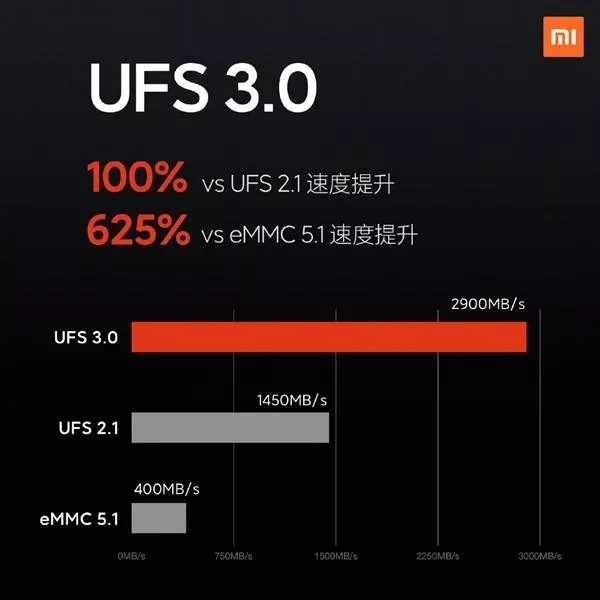 mi
UFS 3.0
100% vs UFS 2.1 速度提升
625% vs eMMC 5.1 速度提升
2900MB/s
UFS 3.0
1450MB/s
UFS 2.1
400MB/s
eMMC 5.1
0MB/s 750MB/s 1500MB/s 2250MB/s 3000MB/s